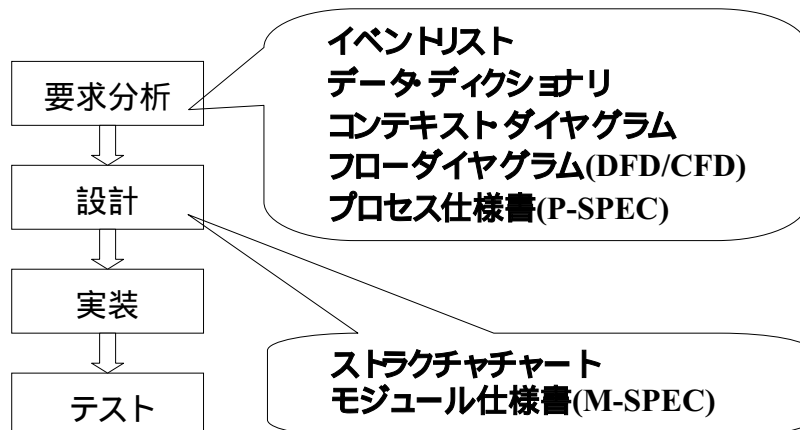 要求分析
設計
実装
テスト
イベントリスト
データ・ディクショナリ
コンテキスト ダイヤグラム
フローダイヤグラム(DFD/CFD)
プロセス仕様書(P-SPEC)
ストラクチャチャート
モジュール仕様書(M-SPEC)